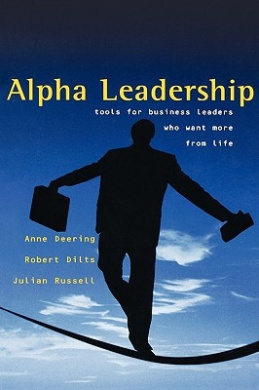 Alpha Leadership
tools for business leaders
who want more
from life
Anne Deering
Robert Dilts
Julian Russell